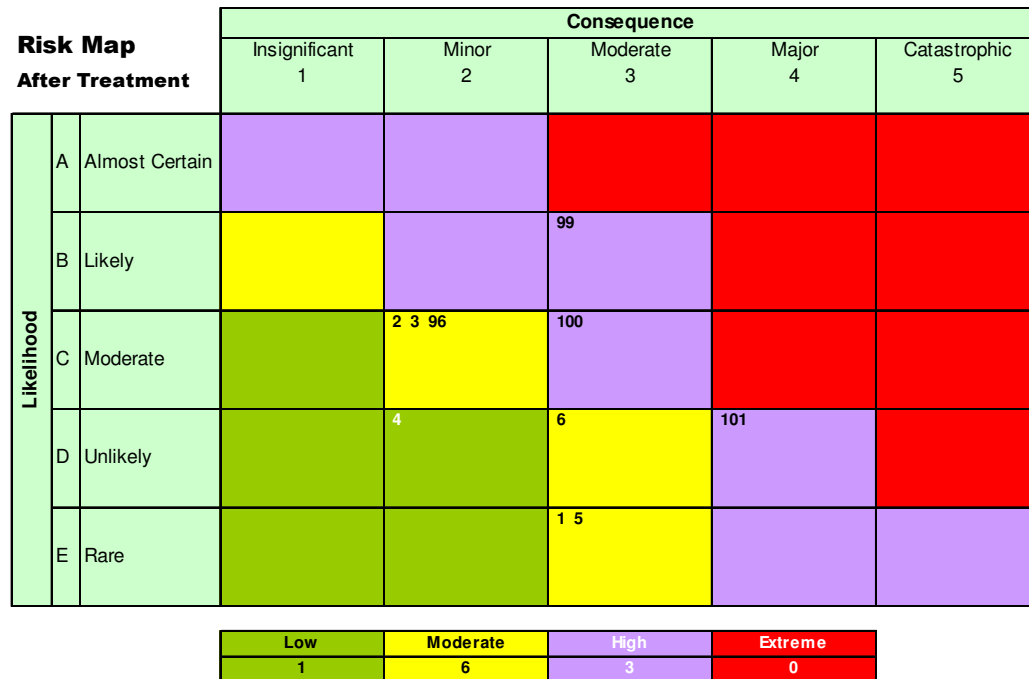 Risk Map
After Treatment
Consequence
Insignificant Minor Moderate Major Catastrophic
1 2 3 4 5
Likelihood
A Almost Certain
B Likely 99
C Moderate 2 3 96 100
D Unlikely 4 6 101
E Rare 1 5
Low Moderate High Extreme
1 6 3 0